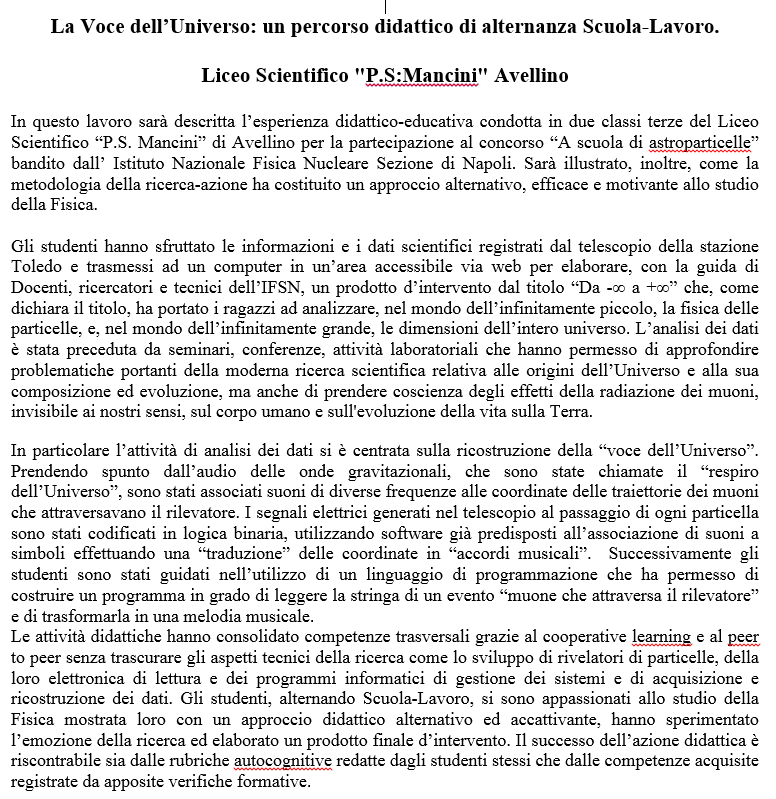 La Voce dell’Universo: un percorso didattico di alternanza Scuola-Lavoro.
Liceo Scientifico "P.S:Mancini" Avellino
In questo lavoro sarà descritta l’esperienza didattico-educativa condotta in due classi terze del Liceo
Scientifico “P.S. Mancini” di Avellino per la partecipazione al concorso “A scuola di astroparticelle”
bandito dall’ Istituto Nazionale Fisica Nucleare Sezione di Napoli. Sarà illustrato, inoltre, come la
metodologia della ricerca-azione ha costituito un approccio alternativo, efficace e motivante allo studio
della Fisica.
Gli studenti hanno sfruttato le informazioni e i dati scientifici registrati dal telescopio della stazione
Toledo e trasmessi ad un computer in un’area accessibile via web per elaborare, con la guida di
Docenti, ricercatori e tecnici dell’IFSN, un prodotto d’intervento dal titolo “Da -∞ a +∞” che, come
dichiara il titolo, ha portato i ragazzi ad analizzare, nel mondo dell’infinitamente piccolo, la fisica delle
particelle, e, nel mondo dell’infinitamente grande, le dimensioni dell’intero universo. L’analisi dei dati
è stata preceduta da seminari, conferenze, attività laboratoriali che hanno permesso di approfondire
problematiche portanti della moderna ricerca scientifica relativa alle origini dell’Universo e alla sua
composizione ed evoluzione, ma anche di prendere coscienza degli effetti della radiazione dei muoni,
invisibile ai nostri sensi, sul corpo umano e sull'evoluzione della vita sulla Terra.
In particolare l’attività di analisi dei dati si è centrata sulla ricostruzione della “voce dell’Universo”.
Prendendo spunto dall’audio delle onde gravitazionali, che sono state chiamate il “respiro
dell’Universo”, sono stati associati suoni di diverse frequenze alle coordinate delle traiettorie dei muoni
che attraversavano il rilevatore. I segnali elettrici generati nel telescopio al passaggio di ogni particella
sono stati codificati in logica binaria, utilizzando software già predisposti all’associazione di suoni a
simboli effettuando una “traduzione” delle coordinate in “accordi musicali”. Successivamente gli
studenti sono stati guidati nell’utilizzo di un linguaggio di programmazione che ha permesso di
costruire un programma in grado di leggere la stringa di un evento “muone che attraversa il rilevatore”
e di trasformarla in una melodia musicale.
Le attività didattiche hanno consolidato competenze trasversali grazie al cooperative learning e al peer
to peer senza trascurare gli aspetti tecnici della ricerca come lo sviluppo di rivelatori di particelle, della
loro elettronica di lettura e dei programmi informatici di gestione dei sistemi e di acquisizione e
ricostruzione dei dati. Gli studenti, alternando Scuola-Lavoro, si sono appassionati allo studio della
Fisica mostrata loro con un approccio didattico alternativo ed accattivante, hanno sperimentato
l’emozione della ricerca ed elaborato un prodotto finale d’intervento. Il successo dell’azione didattica è
riscontrabile sia dalle rubriche autocognitive redatte dagli studenti stessi che dalle competenze acquisite
registrate da apposite verifiche formative.